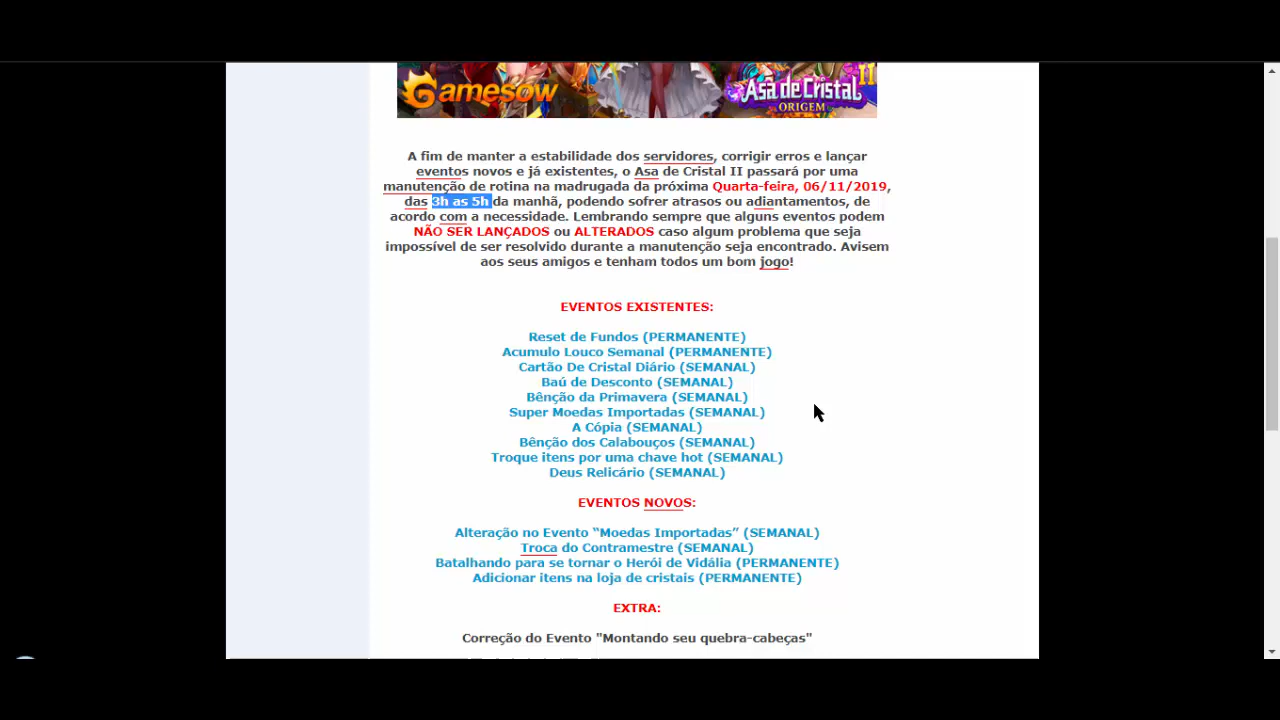 Gamesow
Asa de Cristal II
ORIGEM
A fim de manter a estabilidade dos servidores, corrigir erros e lançar
eventos novos e já existentes, o Asa de Cristal II passará por uma
manutenção de rotina na madrugada da próxima Quarta-feira, 06/11/2019,
das 3h as 5h da manhã, podendo sofrer atrasos ou adiantamentos, de
acordo com a necessidade. Lembrando sempre que alguns eventos podem
NÃO SER LANÇADOS ou ALTERADOS caso algum problema que seja
impossível de ser resolvido durante a manutenção seja encontrado. Avisem
aos seus amigos e tenham todos um bom jogo!
EVENTOS EXISTENTES:
Reset de Fundos (PERMANENTE)
Acumulo Louco Semanal (PERMANENTE)
Cartão De Cristal Diário (SEMANAL)
Baú de Desconto (SEMANAL)
Bênção da Primavera (SEMANAL)
Super Moedas Importadas (SEMANAL)
A Cópia (SEMANAL)
Bênção dos Calabouços (SEMANAL)
Troque itens por uma chave hot (SEMANAL)
Deus Relicário (SEMANAL)
EVENTOS NOVOS:
Alteração no Evento “Moedas Importadas” (SEMANAL)
Troca do Contramestre (SEMANAL)
Batalhando para se tornar o Herói de Vidália (PERMANENTE)
Adicionar itens na loja de cristais (PERMANENTE)
EXTRA:
Correção do Evento "Montando seu quebra-cabeças"